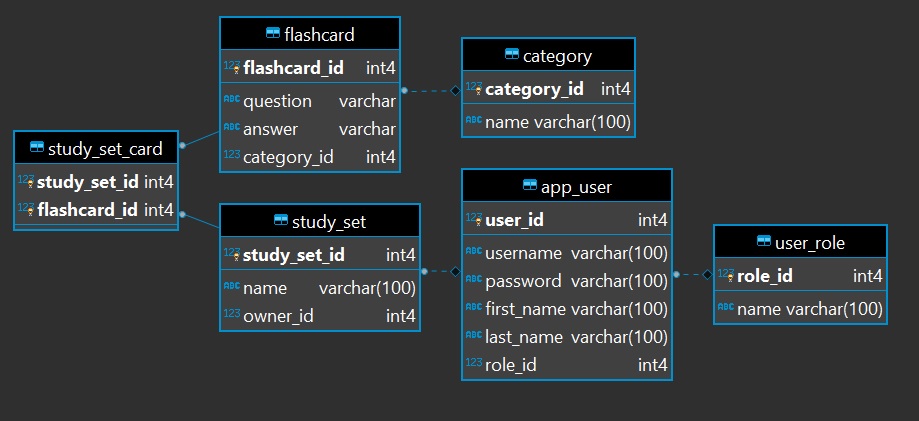 flashcard
123 flashcard_id int4
ABC question varchar
ABC answer varchar
123 category_id int4
category
123 category_id int4
ABC name varchar(100)
study_set_card
123 study_set_id int4
123 flashcard_id int4
study_set
123 study_set_id int4
ABC name varchar(100)
123 owner_id int4
app_user
123 user_id int4
ABC username varchar(100)
ABC password varchar(100)
ABC first_name varchar(100)
ABC last_name varchar(100)
123 role_id int4
user_role
123 role_id int4
ABC name varchar(100)